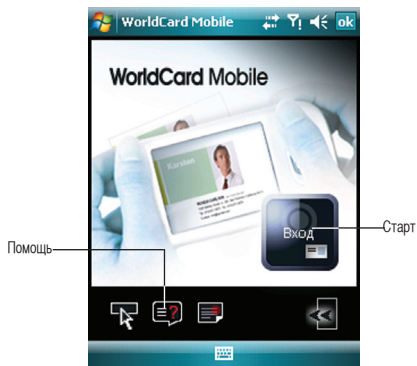 WorldCard Mobile
ok
WorldCard Mobile
Karsten
Вход
Старт
Помощь